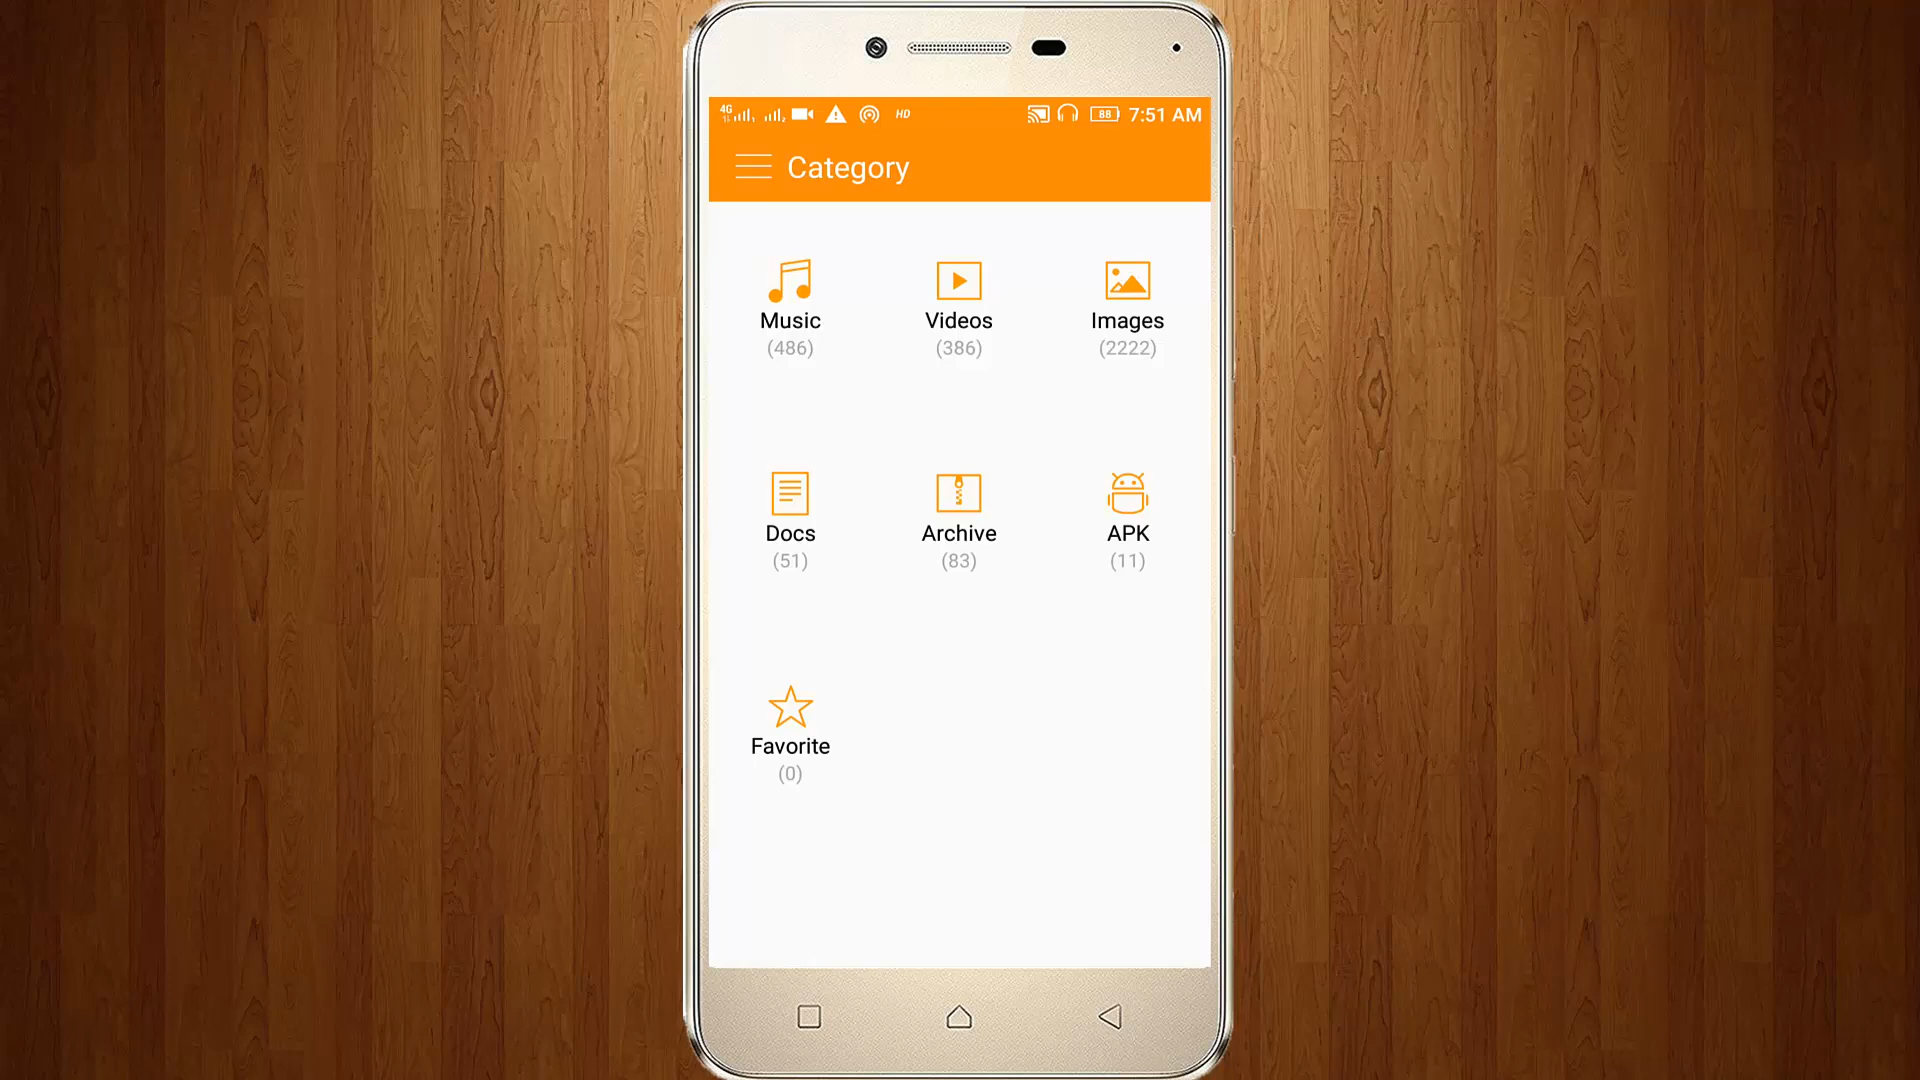 4G HD 88 7:51 AM
Category
Music Videos Images
(486) (386) (2222)
Docs Archive APK
(51) (83) (11)
Favorite
(0)